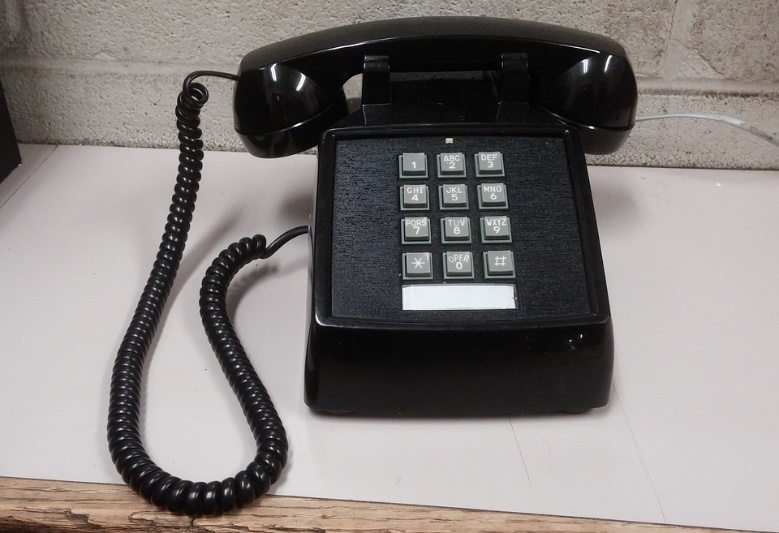 1 ABC 2 DEF 3
GHI 4 JKL 5 MNO 6
PQRS 7 TUV 8 WXYZ 9
* OPER 0 #